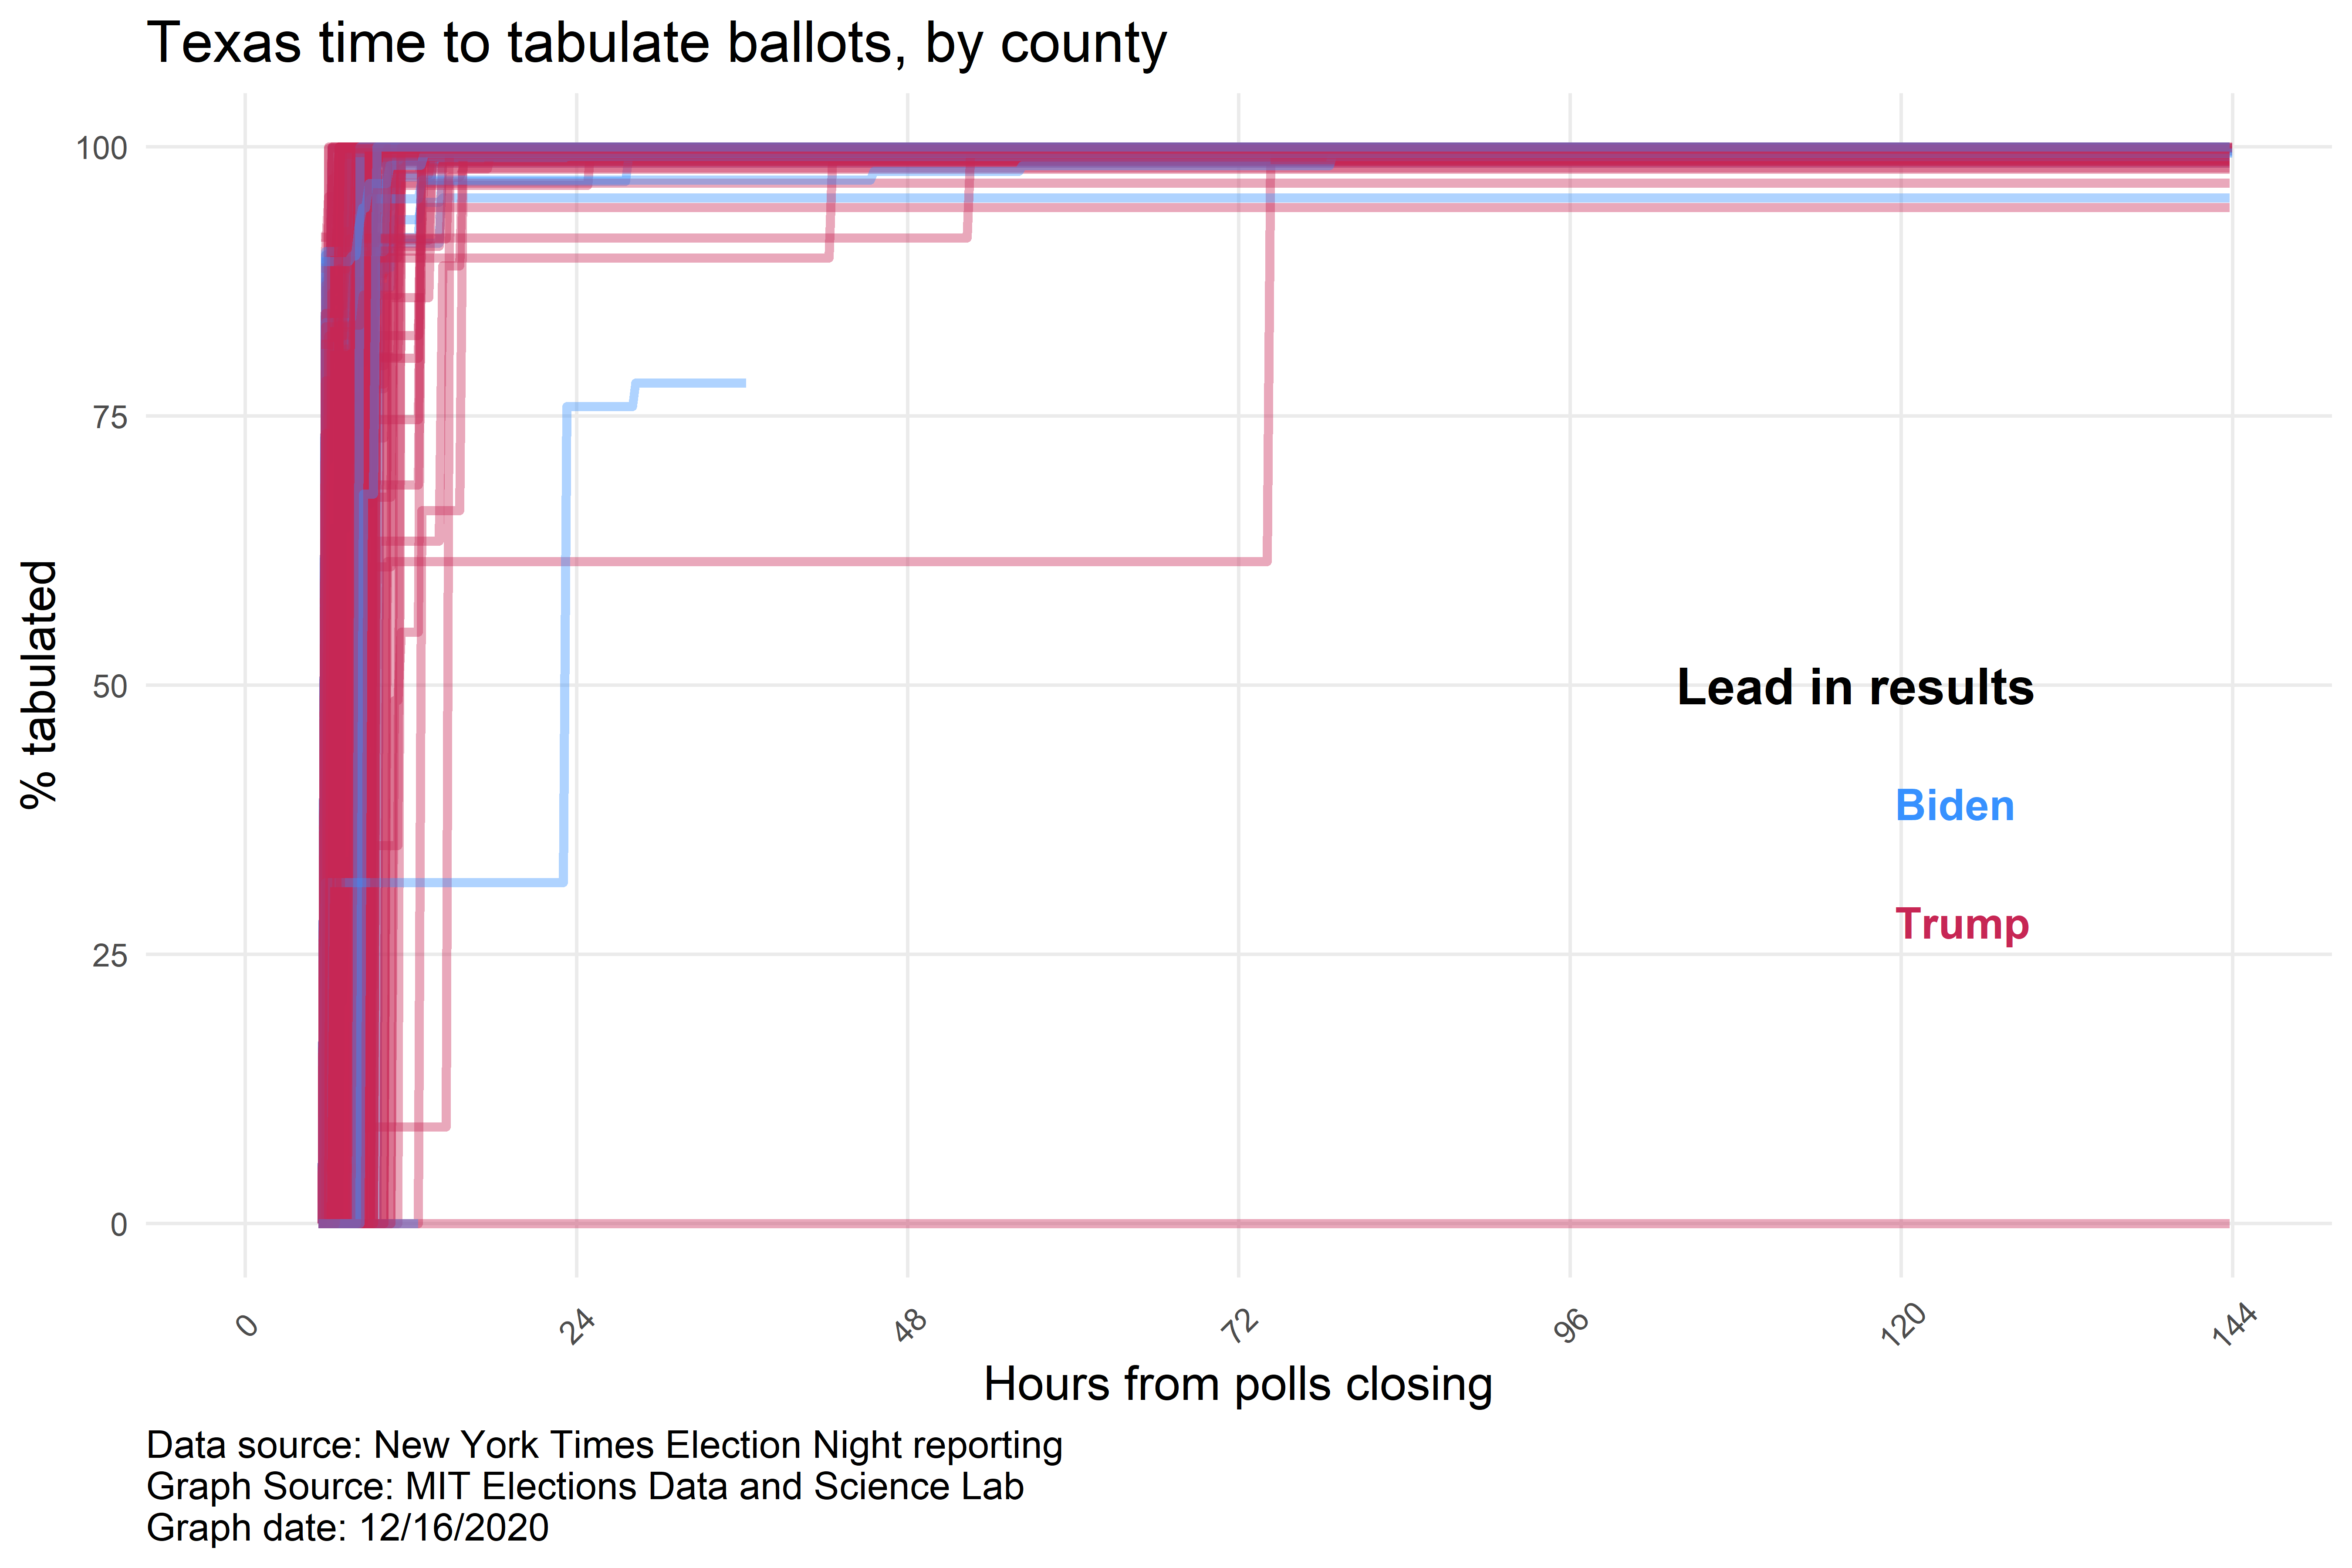 Texas time to tabulate ballots, by county
100
75
50
25
0
% tabulated
Lead in results
Biden
Trump
0 24 48 72 96 120 144
Hours from polls closing
Data source: New York Times Election Night reporting
Graph Source: MIT Elections Data and Science Lab
Graph date: 12/16/2020